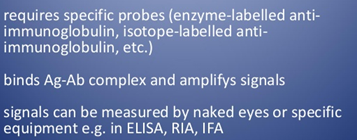 requires specific probes (enzyme-labelled anti-
immunoglobulin, isotope-labelled anti-
immunoglobulin, etc.)
binds Ag-Ab complex and amplifys signals
signals can be measured by naked eyes or specific
equipment e.g. in ELISA, RIA, IFA